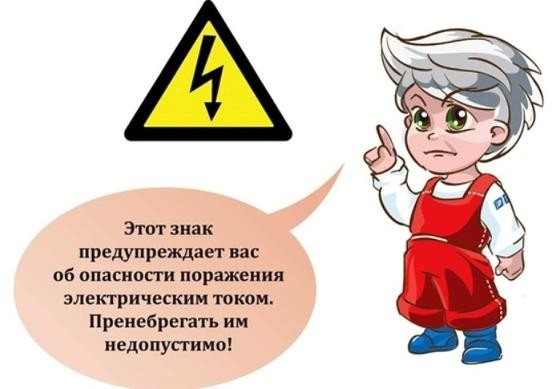 Этот знак
предупреждает вас
об опасности поражения
электрическим током.
Пренебрегать им
недопустимо!